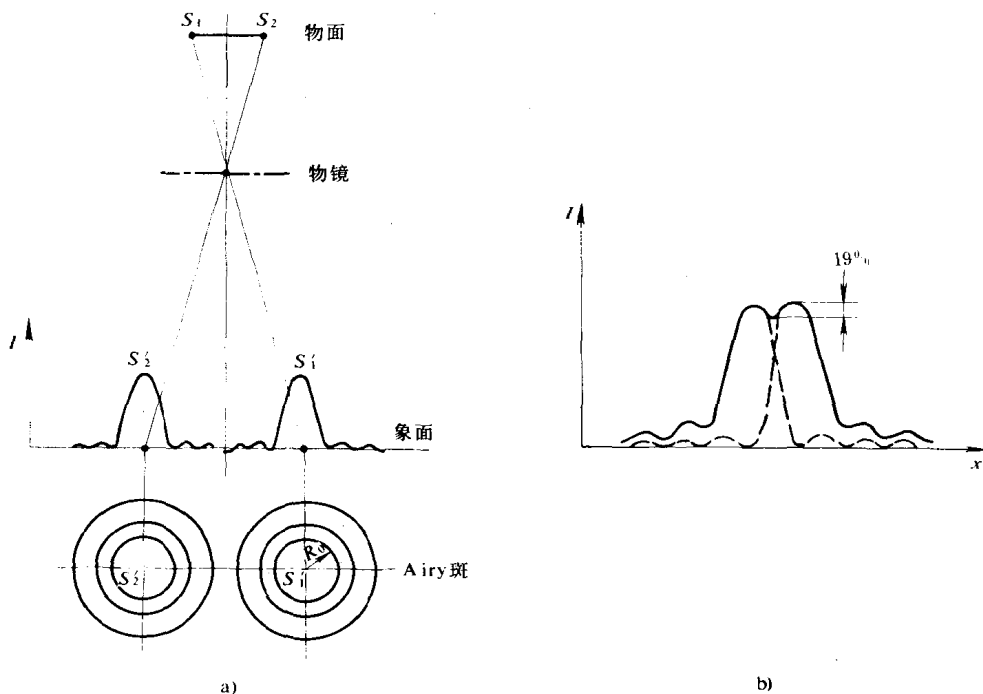 S₁ S₂ 物面
物镜
I
S₂′ S₁′
象面
R₀
S₂′ S₁′ Airy斑
a)
I
19%
x
b)